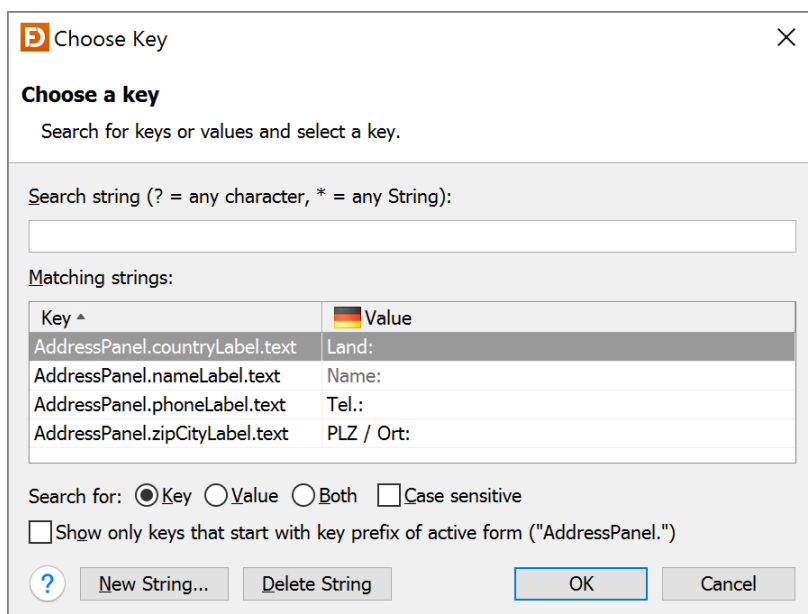 Choose Key
Choose a key
Search for keys or values and select a key.
Search string (? = any character, * = any String):
Matching strings:
Key Value
AddressPanel.countryLabel.text Land:
AddressPanel.nameLabel.text Name:
AddressPanel.phoneLabel.text Tel.:
AddressPanel.zipCityLabel.text PLZ / Ort:
Search for: Key Value Both Case sensitive
Show only keys that start with key prefix of active form ("AddressPanel.")
? New String... Delete String OK Cancel